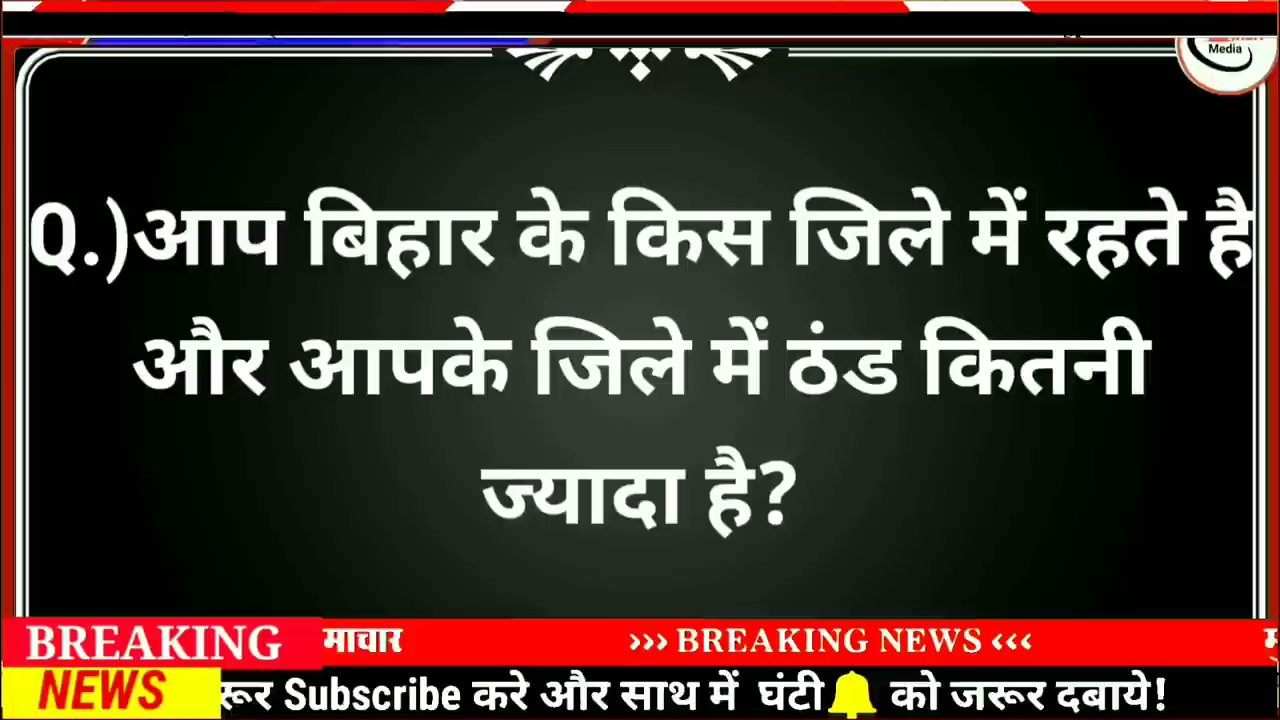 Media
Q.)आप बिहार के किस जिले में रहते है
और आपके जिले में ठंड कितनी
ज्यादा है?
BREAKING
NEWS
माचार
››› BREAKING NEWS ‹‹‹
रूर Subscribe करे और साथ में घंटी🔔 को जरूर दबाये!